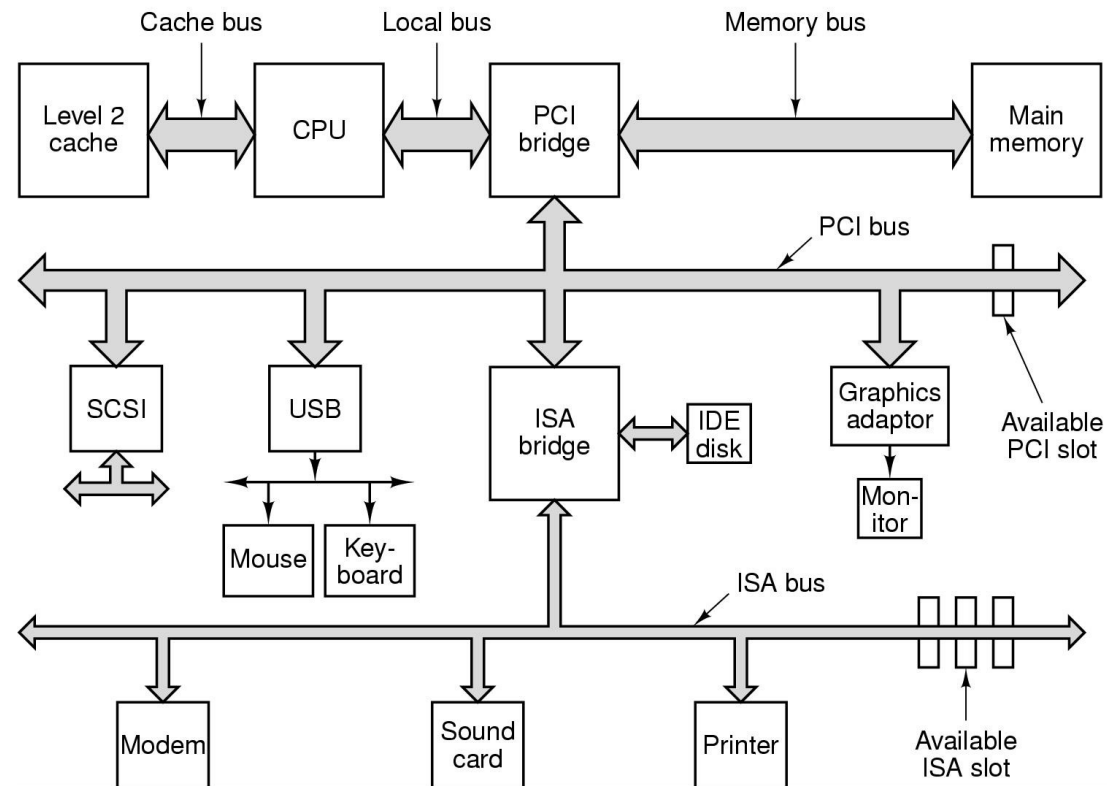 Cache bus
Local bus
Memory bus
Level 2
cache
CPU
PCI
bridge
Main
memory
PCI bus
SCSI
USB
ISA
bridge
IDE
disk
Graphics
adaptor
Available
PCI slot
Mon-
itor
Mouse
Key-
board
ISA bus
Modem
Sound
card
Printer
Available
ISA slot